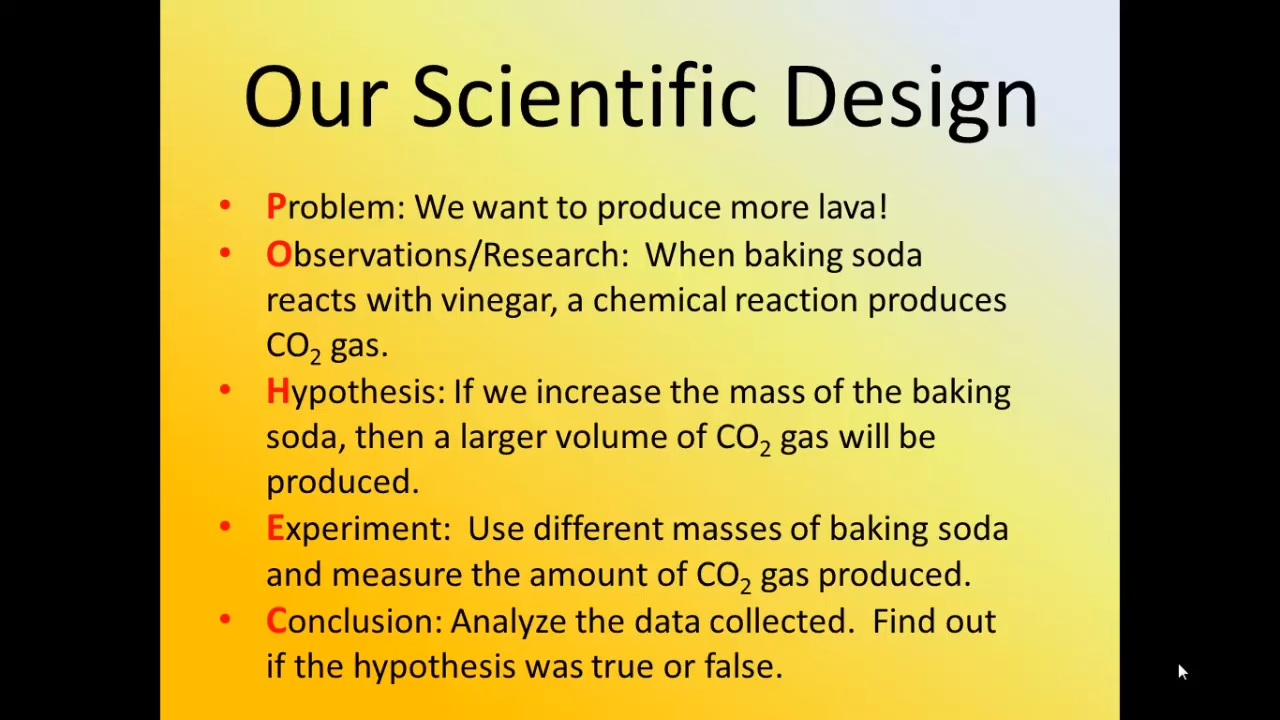 Our Scientific Design
• Problem: We want to produce more lava!
• Observations/Research:  When baking soda
reacts with vinegar, a chemical reaction produces
CO₂ gas.
• Hypothesis: If we increase the mass of the baking
soda, then a larger volume of CO₂ gas will be
produced.
• Experiment:  Use different masses of baking soda
and measure the amount of CO₂ gas produced.
• Conclusion: Analyze the data collected.  Find out
if the hypothesis was true or false.